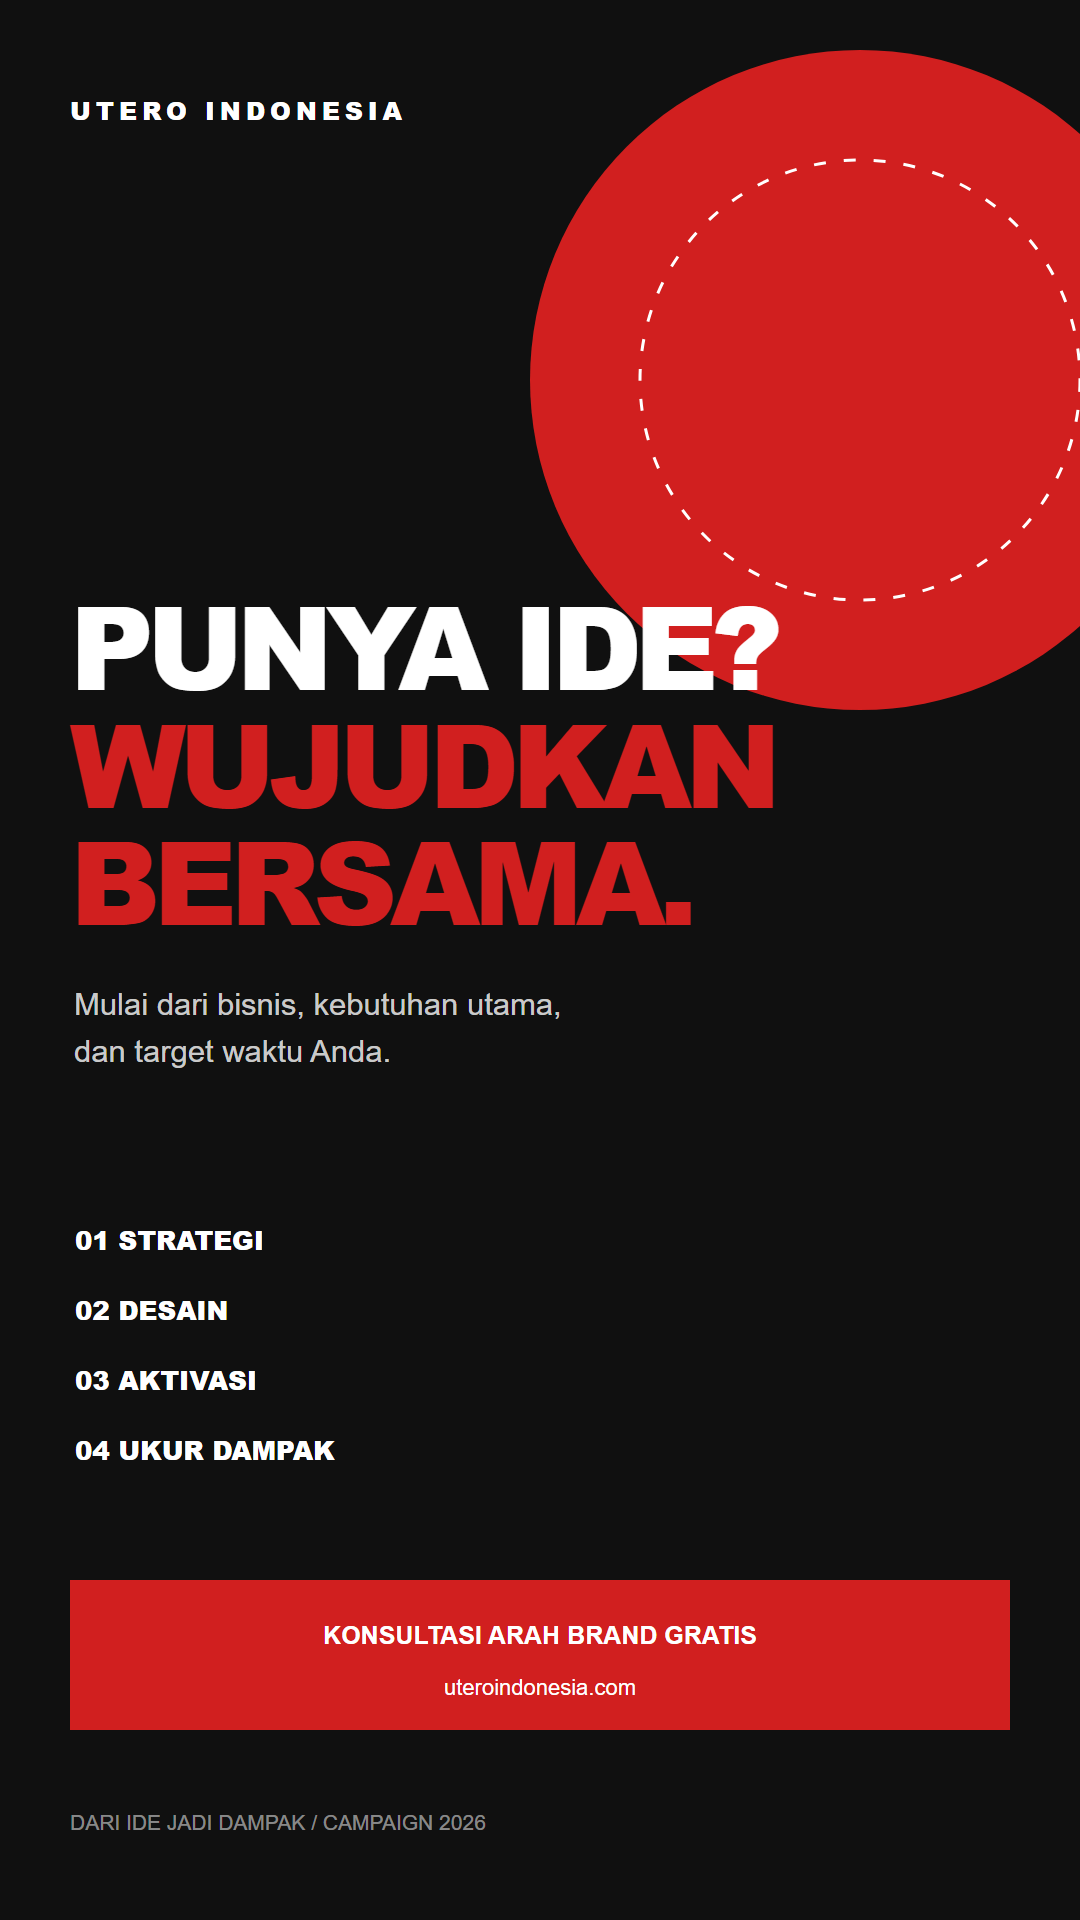 UTERO INDONESIA
PUNYA IDE?
WUJUDKAN
BERSAMA.
Mulai dari bisnis, kebutuhan utama,
dan target waktu Anda.
01 STRATEGI
02 DESAIN
03 AKTIVASI
04 UKUR DAMPAK
KONSULTASI ARAH BRAND GRATIS
uteroindonesia.com
DARI IDE JADI DAMPAK / CAMPAIGN 2026